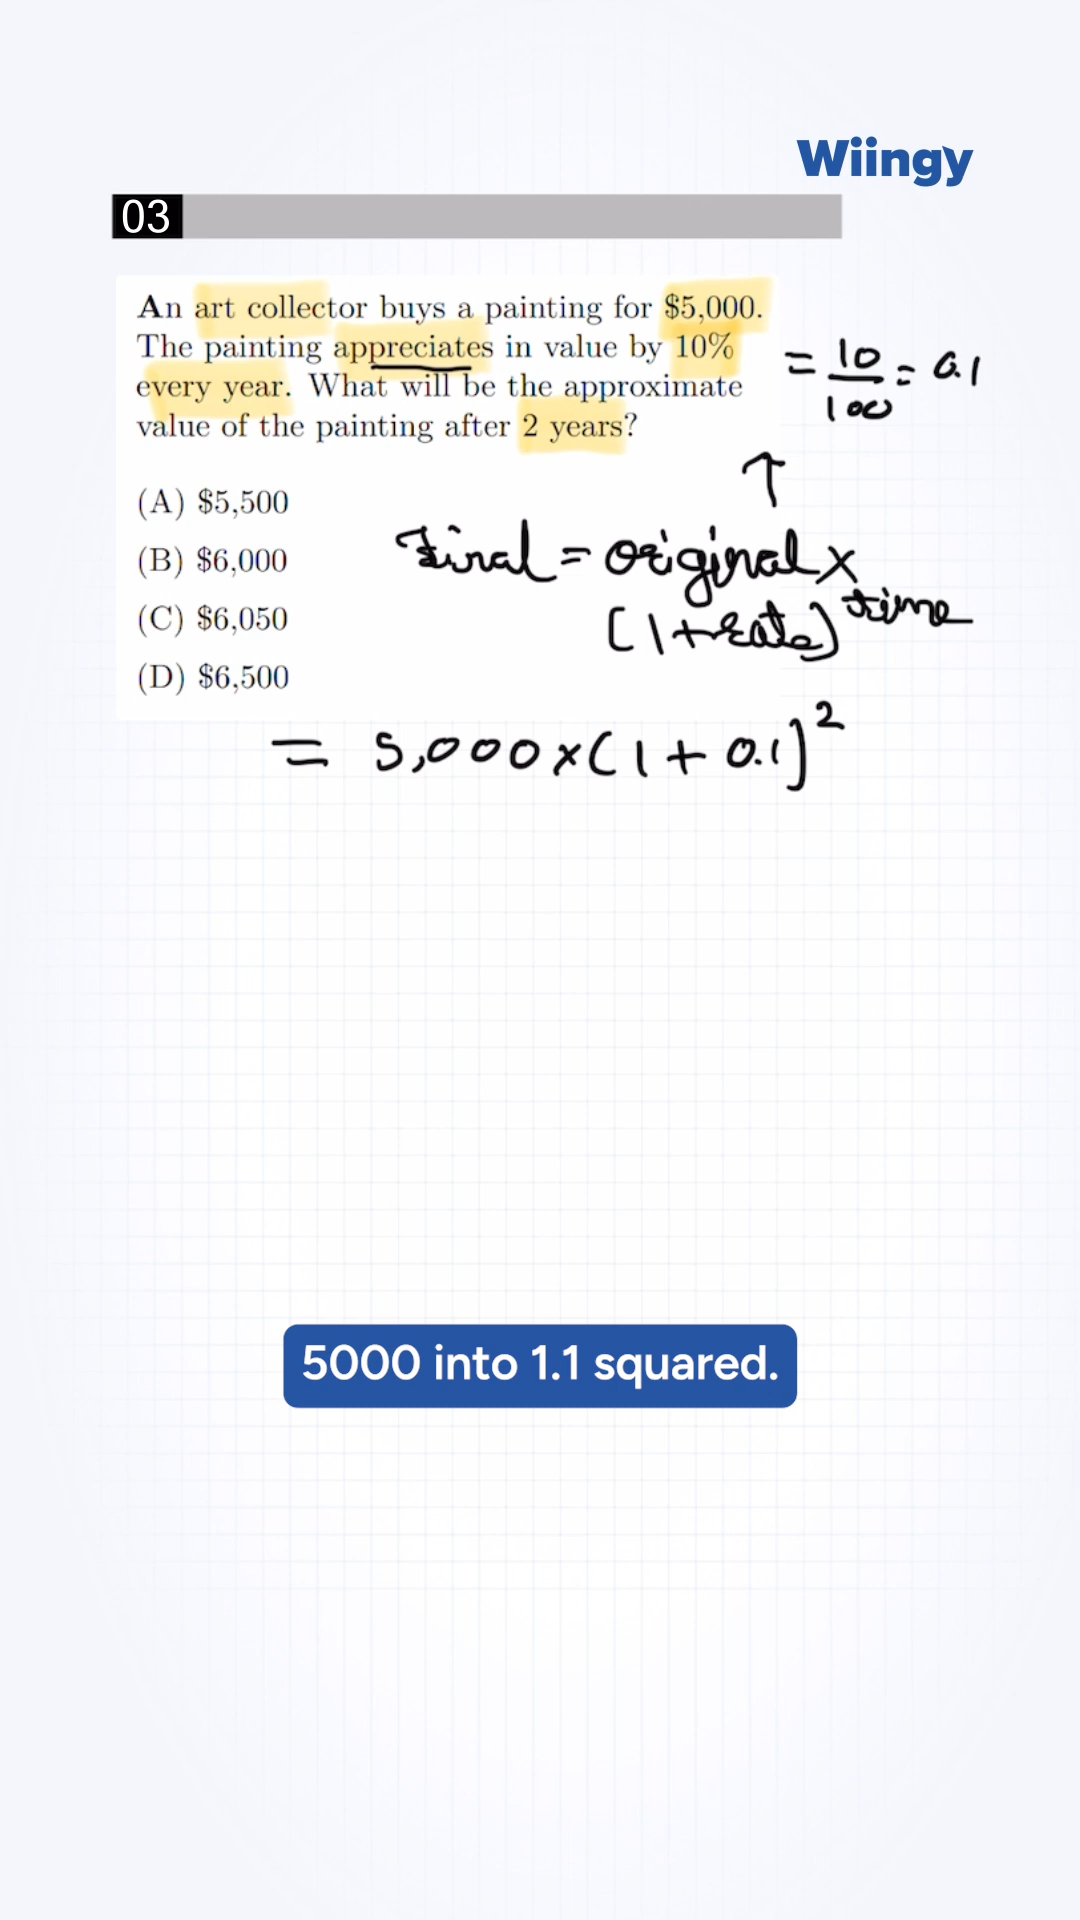 Wiingy
03
An art collector buys a painting for $5,000.
The painting appreciates in value by 10%
every year. What will be the approximate
value of the painting after 2 years?
= 10/100 = 0.1
(A) $5,500
(B) $6,000
(C) $6,050
(D) $6,500
↑
Final = original x
(1+rate)^time
= 5,000 x (1 + 0.1)^2
5000 into 1.1 squared.